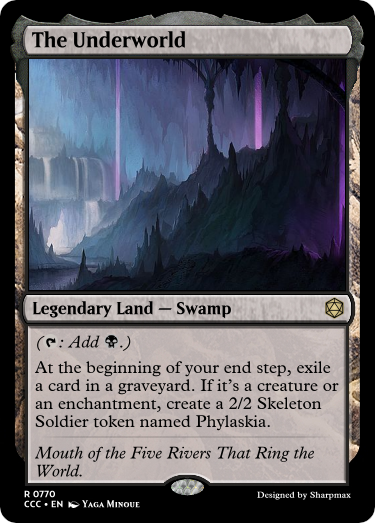 The Underworld
Legendary Land — Swamp
(: Add .)
At the beginning of your end step, exile
a card in a graveyard. If it's a creature or
an enchantment, create a 2/2 Skeleton
Soldier token named Phylaskia.
Mouth of the Five Rivers That Ring the
World.
R 0770
CCC • EN Yaga Minoue
Designed by Sharpmax